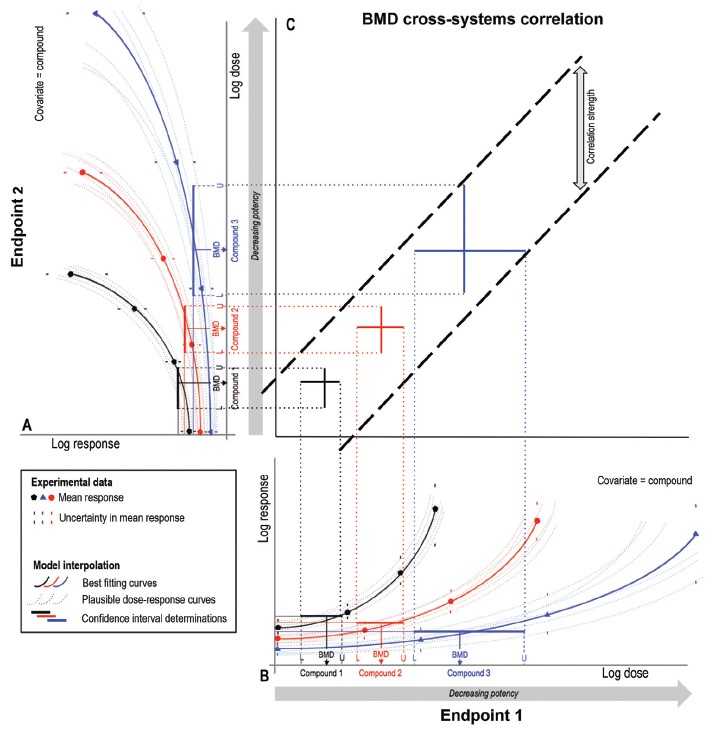 C
BMD cross-systems correlation
Covariate = compound
Endpoint 2
Log dose
Decreasing potency
Correlation strength
U
BMD
Compound 3
L
U
BMD
Compound 2
L
U
BMD
Compound 1
L
A
Log response
Experimental data
Mean response
Uncertainty in mean response
Model interpolation
Best fitting curves
Plausible dose-response curves
Confidence interval determinations
Log response
Covariate = compound
L BMD U L BMD U L BMD U
Compound 1 Compound 2 Compound 3
B
Log dose
Decreasing potency
Endpoint 1